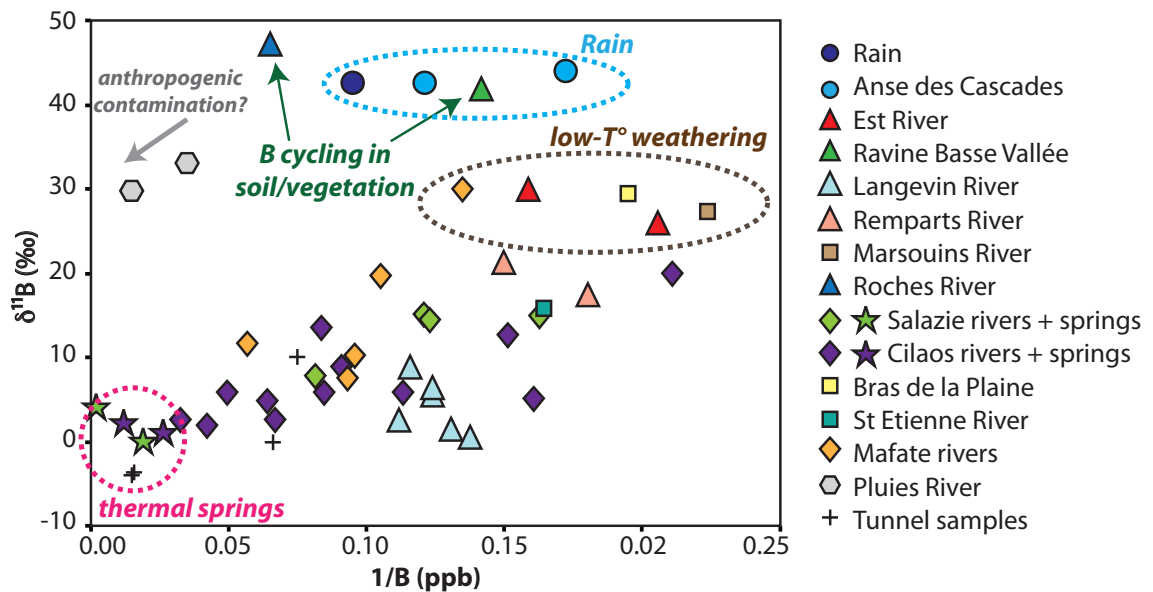 50
40
30
20
10
0
-10
δ¹¹B (‰)
0.00
0.05
0.10
0.15
0.02
0.25
1/B (ppb)
anthropogenic
contamination?
Rain
B cycling in
soil/vegetation
low-T° weathering
thermal springs
Rain
Anse des Cascades
Est River
Ravine Basse Vallée
Langevin River
Remparts River
Marsouins River
Roches River
Salazie rivers + springs
Cilaos rivers + springs
Bras de la Plaine
St Etienne River
Mafate rivers
Pluies River
Tunnel samples